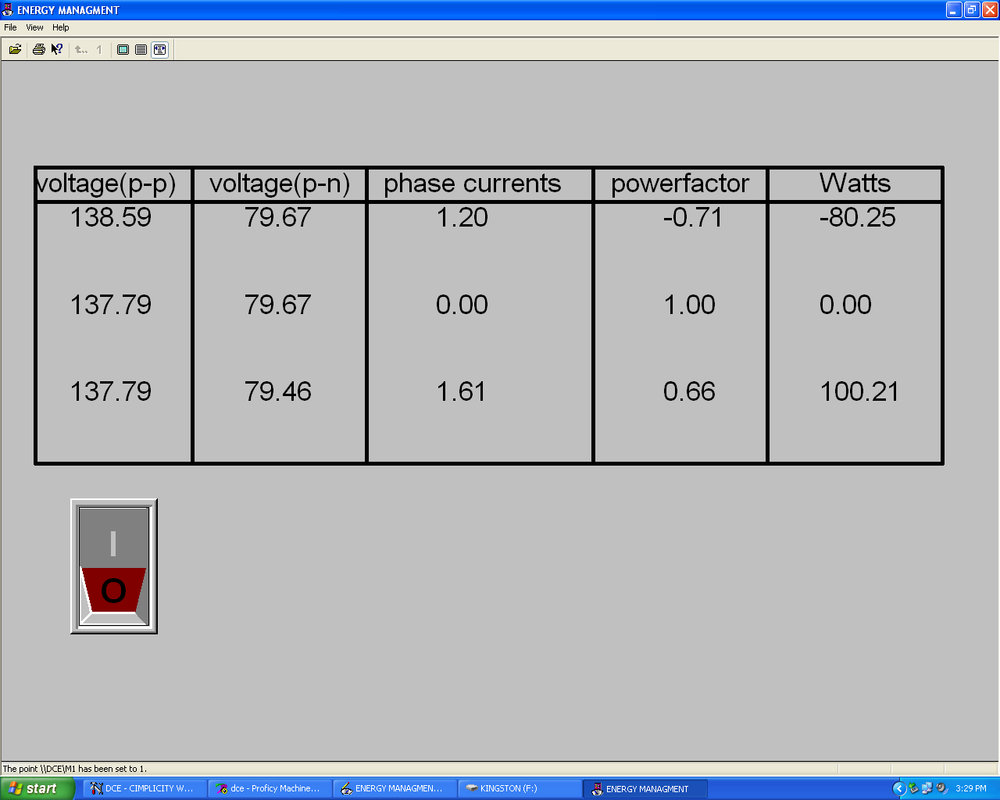 ENERGY MANAGMENT
File View Help
1
voltage(p-p) voltage(p-n) phase currents powerfactor Watts
138.59 79.67 1.20 -0.71 -80.25
137.79 79.67 0.00 1.00 0.00
137.79 79.46 1.61 0.66 100.21
I
O
The point \\DCE\M1 has been set to 1.
start DCE - CIMPLICITY W... dce - Proficy Machine... ENERGY MANAGMEN... KINGSTON (F:) ENERGY MANAGMENT 3:29 PM